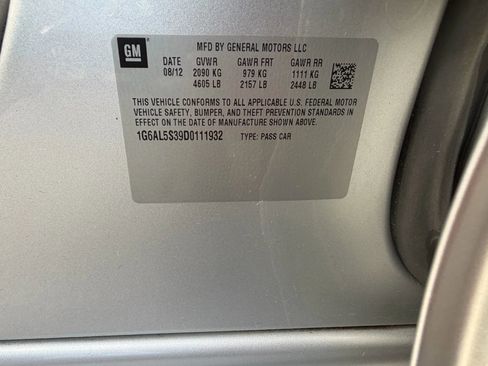 GM
MFD BY GENERAL MOTORS LLC
DATE GVWR GAWR FRT GAWR RR
08/12 2090 KG 979 KG 1111 KG
4605 LB 2157 LB 2448 LB
THIS VEHICLE CONFORMS TO ALL APPLICABLE U.S. FEDERAL MOTOR
VEHICLE SAFETY, BUMPER, AND THEFT PREVENTION STANDARDS IN
EFFECT ON THE DATE OF MANUFACTURE SHOWN ABOVE.
1G6AL5S39D0111932 TYPE: PASS CAR